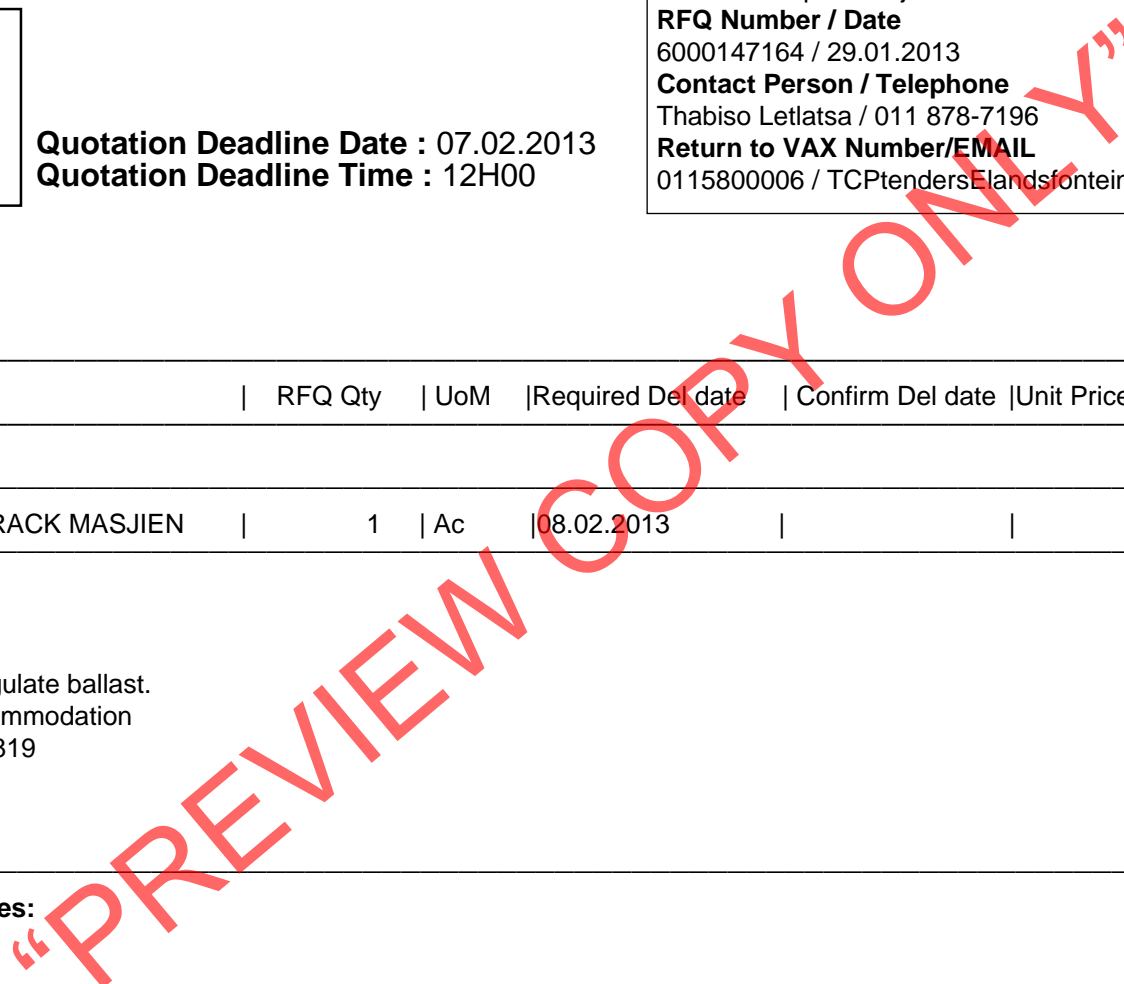 RFQ Number / Date
6000147164 / 29.01.2013
Contact Person / Telephone
Thabiso Letlatsa / 011 878-7196
Return to VAX Number/EMAIL
0115800006 / TCPtendersElandsfontein
Quotation Deadline Date : 07.02.2013
Quotation Deadline Time : 12H00
| RFQ Qty | UoM |Required Del date | Confirm Del date |Unit Price
RACK MASJIEN | 1 | Ac |08.02.2013 | |
gulate ballast.
mmodation
319
es:
“PREVIEW COPY ONLY”